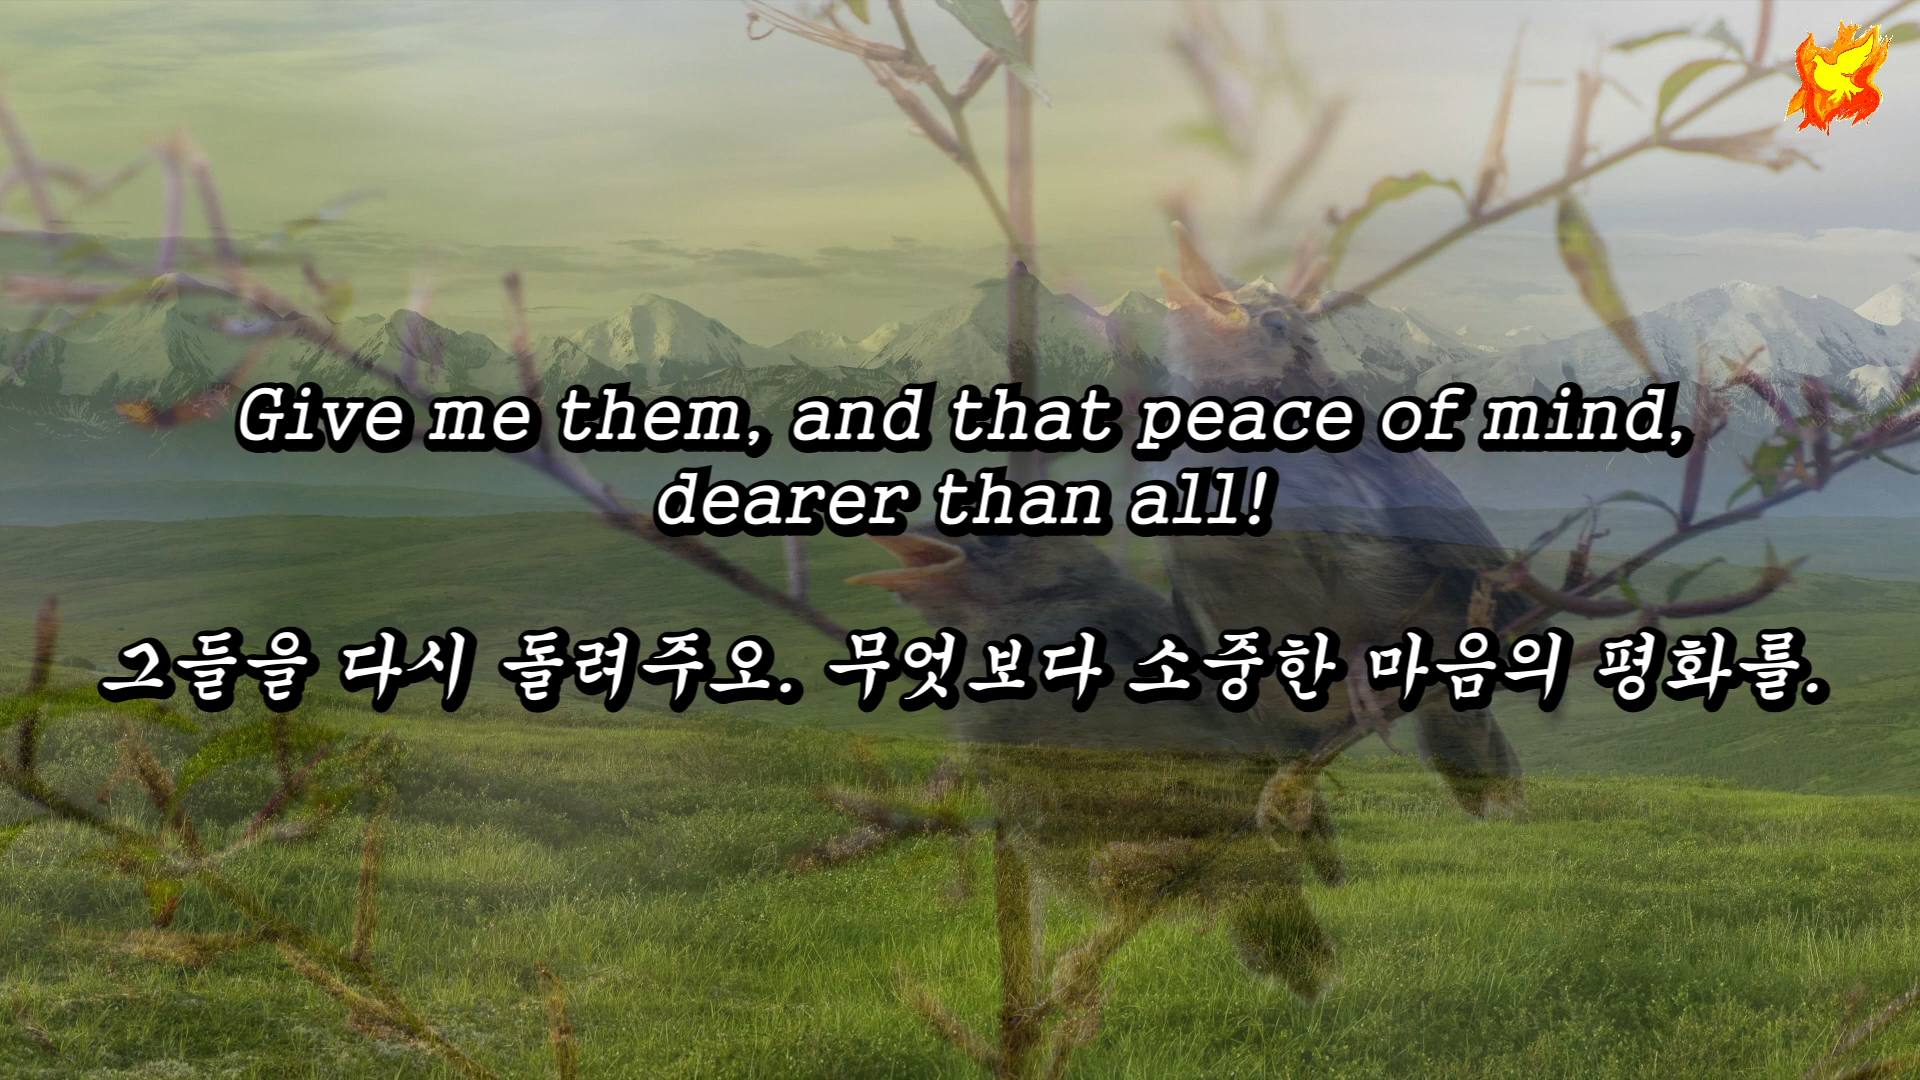 Give me them, and that peace of mind,
dearer than all!
그들을 다시 돌려주오. 무엇보다 소중한 마음의 평화를.